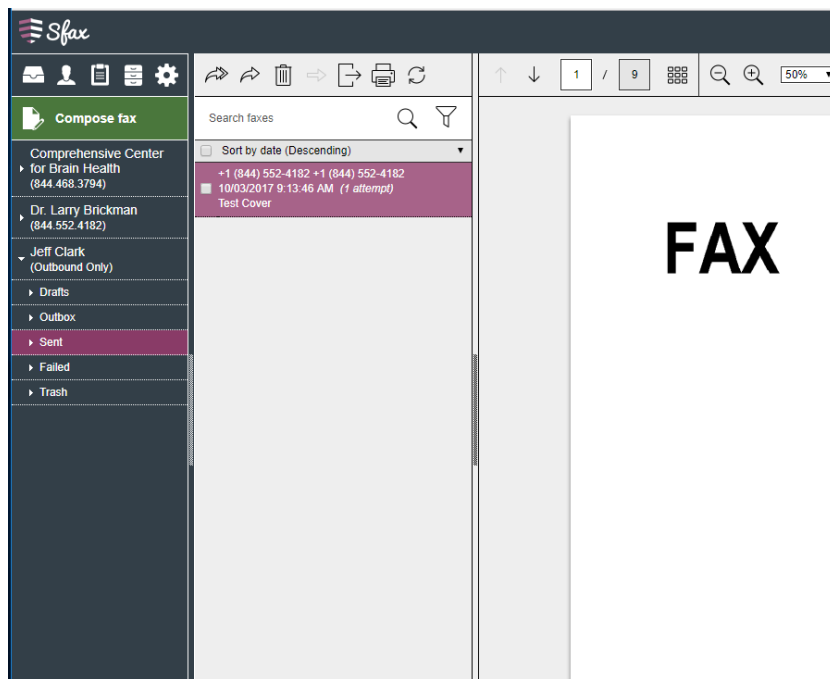 Sfax
1 / 9
50%
Compose fax
Search faxes
Sort by date (Descending)
Comprehensive Center
for Brain Health
(844.468.3794)
Dr. Larry Brickman
(844.552.4182)
Jeff Clark
(Outbound Only)
Drafts
Outbox
Sent
Failed
Trash
+1 (844) 552-4182 +1 (844) 552-4182
10/03/2017 9:13:46 AM (1 attempt)
Test Cover
FAX